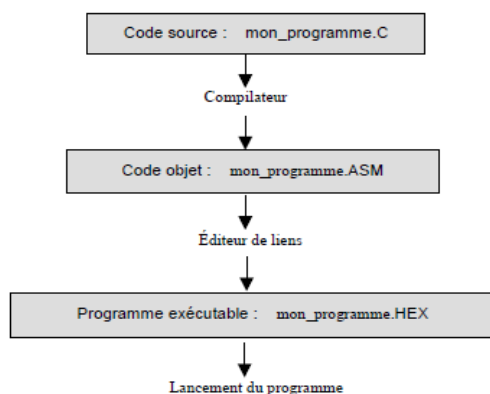 Code source : mon_programme.C
Compilateur
Code objet : mon_programme.ASM
Éditeur de liens
Programme exécutable : mon_programme.HEX
Lancement du programme